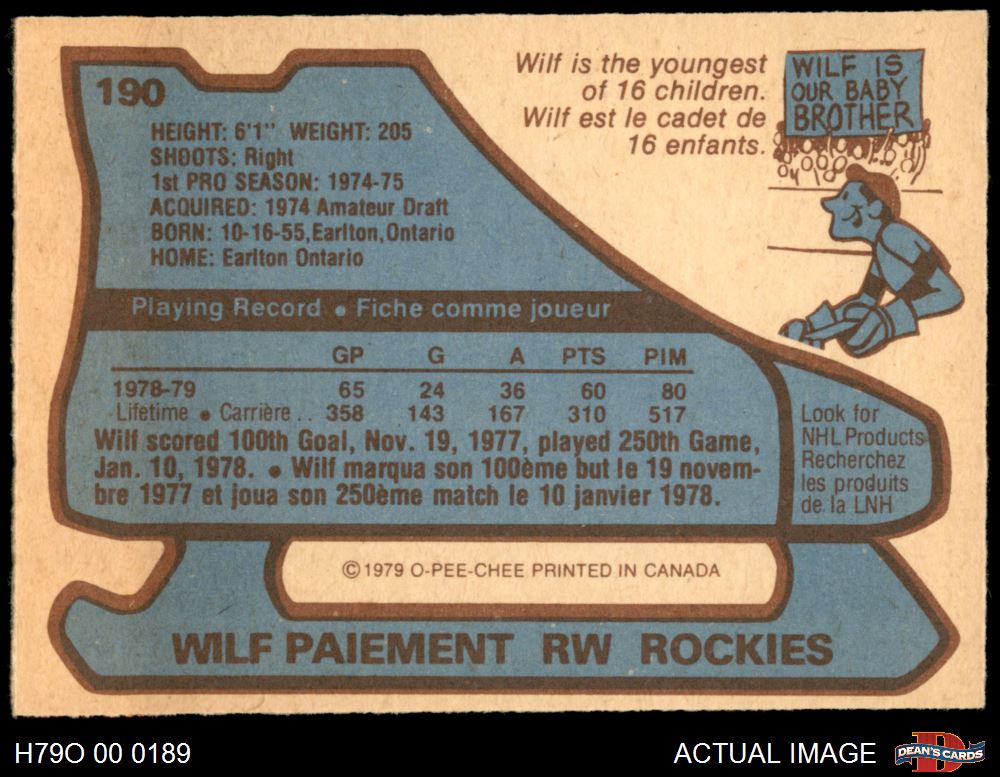 190
HEIGHT: 6'1" WEIGHT: 205
SHOOTS: Right
1st PRO SEASON: 1974-75
ACQUIRED: 1974 Amateur Draft
BORN: 10-16-55, Earlton, Ontario
HOME: Earlton Ontario
Wilf is the youngest
of 16 children.
Wilf est le cadet de
16 enfants.
WILF IS
OUR BABY
BROTHER
Playing Record • Fiche comme joueur
GP G A PTS PIM
1978-79 65 24 36 60 80
Lifetime • Carrière .. 358 143 167 310 517
Wilf scored 100th Goal, Nov. 19, 1977, played 250th Game,
Jan. 10, 1978. • Wilf marqua son 100ème but le 19 novem-
bre 1977 et joua son 250ème match le 10 janvier 1978.
Look for
NHL Products
Recherchez
les produits
de la LNH
©1979 O-PEE-CHEE PRINTED IN CANADA
WILF PAIEMENT RW ROCKIES
H79O 00 0189
ACTUAL IMAGE
D
DEAN'S CARDS